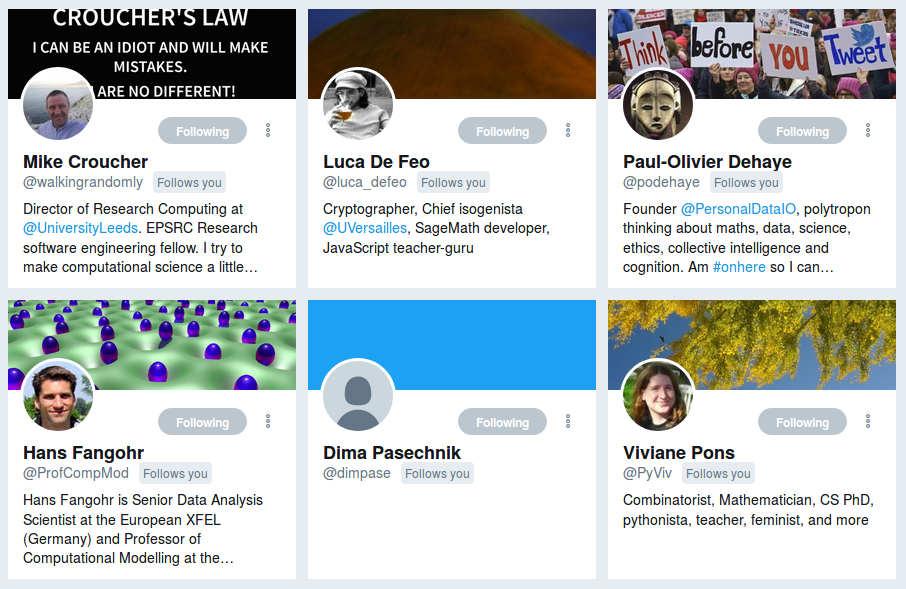 CROUCHER'S LAW
I CAN BE AN IDIOT AND WILL MAKE
MISTAKES.
ARE NO DIFFERENT!
Following
Mike Croucher
@walkingrandomly Follows you
Director of Research Computing at
@UniversityLeeds. EPSRC Research
software engineering fellow. I try to
make computational science a little…
Following
Luca De Feo
@luca_defeo Follows you
Cryptographer, Chief isogenista
@UVersailles, SageMath developer,
JavaScript teacher-guru
Think before YOU Tweet
Following
Paul-Olivier Dehaye
@podehaye Follows you
Founder @PersonalDataIO, polytropon
thinking about maths, data, science,
ethics, collective intelligence and
cognition. Am #onhere so I can…
Following
Hans Fangohr
@ProfCompMod Follows you
Hans Fangohr is Senior Data Analysis
Scientist at the European XFEL
(Germany) and Professor of
Computational Modelling at the…
Following
Dima Pasechnik
@dimpase Follows you
Following
Viviane Pons
@PyViv Follows you
Combinatorist, Mathematician, CS PhD,
pythonista, teacher, feminist, and more